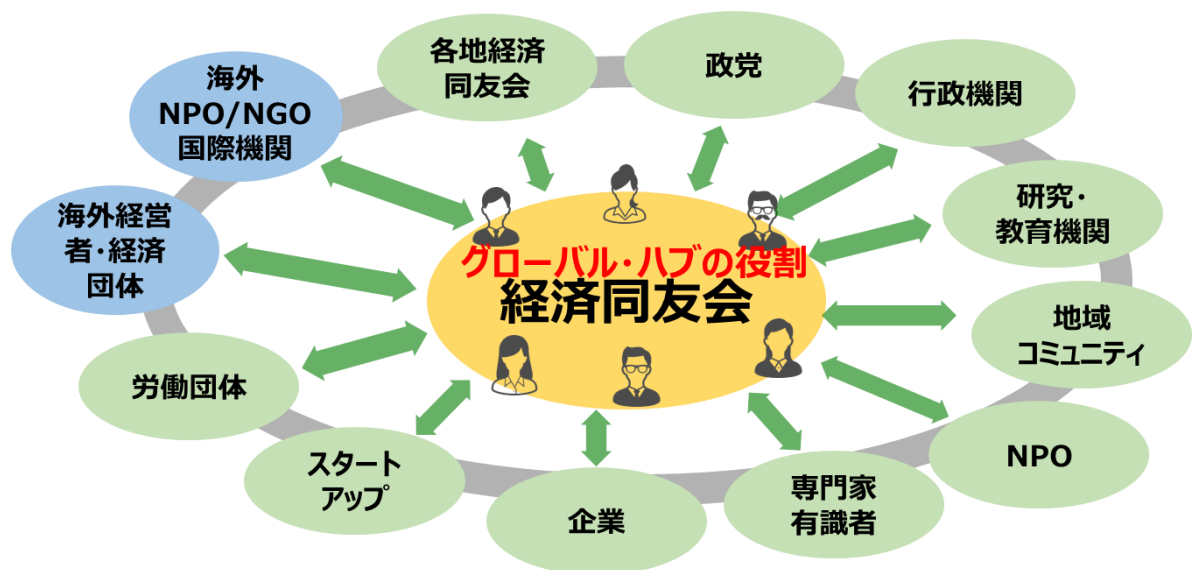 各地経済
同友会
政党
行政機関
研究・
教育機関
地域
コミュニティ
NPO
専門家
有識者
企業
スタート
アップ
労働団体
海外経営
者・経済
団体
海外
NPO/NGO
国際機関
グローバル・ハブの役割
経済同友会